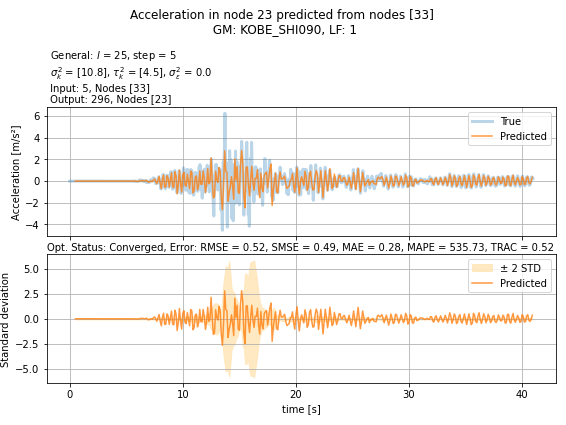 Acceleration in node 23 predicted from nodes [33]
GM: KOBE_SHI090, LF: 1
General: l = 25, step = 5
σ²ₖ = [10.8], τ²ₖ = [4.5], σ²ε = 0.0
Input: 5, Nodes [33]
Output: 296, Nodes [23]
Acceleration [m/s²]
6
4
2
0
−2
−4
True
Predicted
Opt. Status: Converged, Error: RMSE = 0.52, SMSE = 0.49, MAE = 0.28, MAPE = 535.73, TRAC = 0.52
Standard deviation
5.0
2.5
0.0
−2.5
−5.0
± 2 STD
Predicted
0 10 20 30 40
time [s]